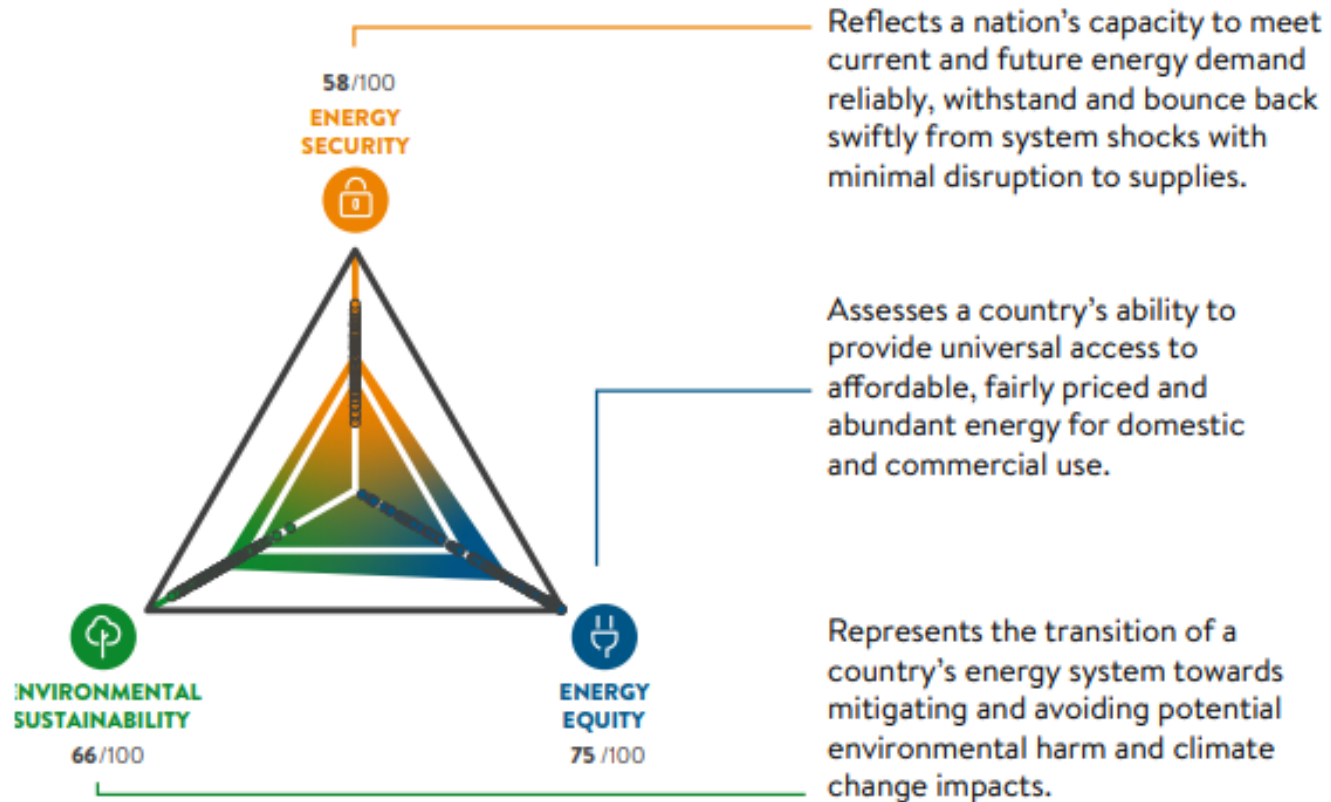 Reflects a nation's capacity to meet
current and future energy demand
reliably, withstand and bounce back
swiftly from system shocks with
minimal disruption to supplies.
58/100
ENERGY
SECURITY
Assesses a country's ability to
provide universal access to
affordable, fairly priced and
abundant energy for domestic
and commercial use.
NVIRONMENTAL
SUSTAINABILITY
66/100
ENERGY
EQUITY
75 /100
Represents the transition of a
country's energy system towards
mitigating and avoiding potential
environmental harm and climate
change impacts.